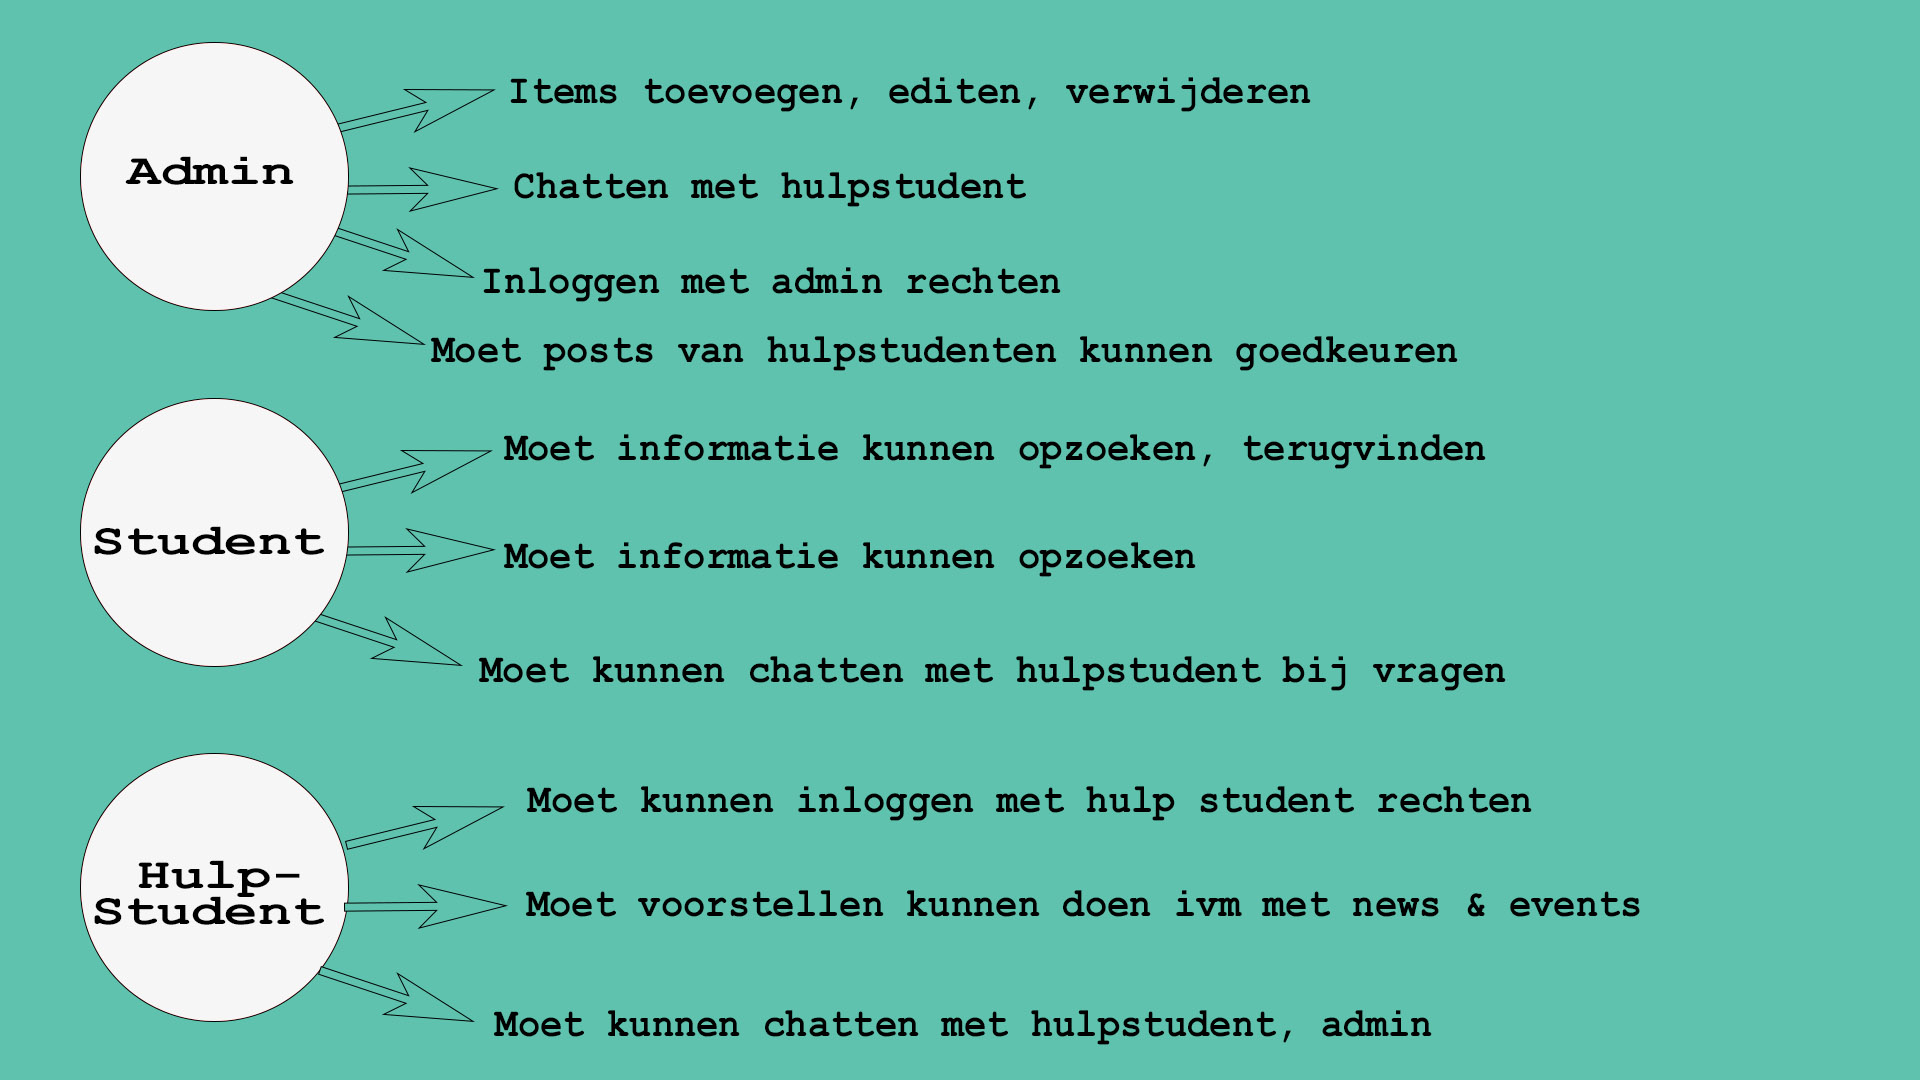 Admin
Items toevoegen, editen, verwijderen
Chatten met hulpstudent
Inloggen met admin rechten
Moet posts van hulpstudenten kunnen goedkeuren
Student
Moet informatie kunnen opzoeken, terugvinden
Moet informatie kunnen opzoeken
Moet kunnen chatten met hulpstudent bij vragen
Hulp-
Student
Moet kunnen inloggen met hulp student rechten
Moet voorstellen kunnen doen ivm met news & events
Moet kunnen chatten met hulpstudent, admin